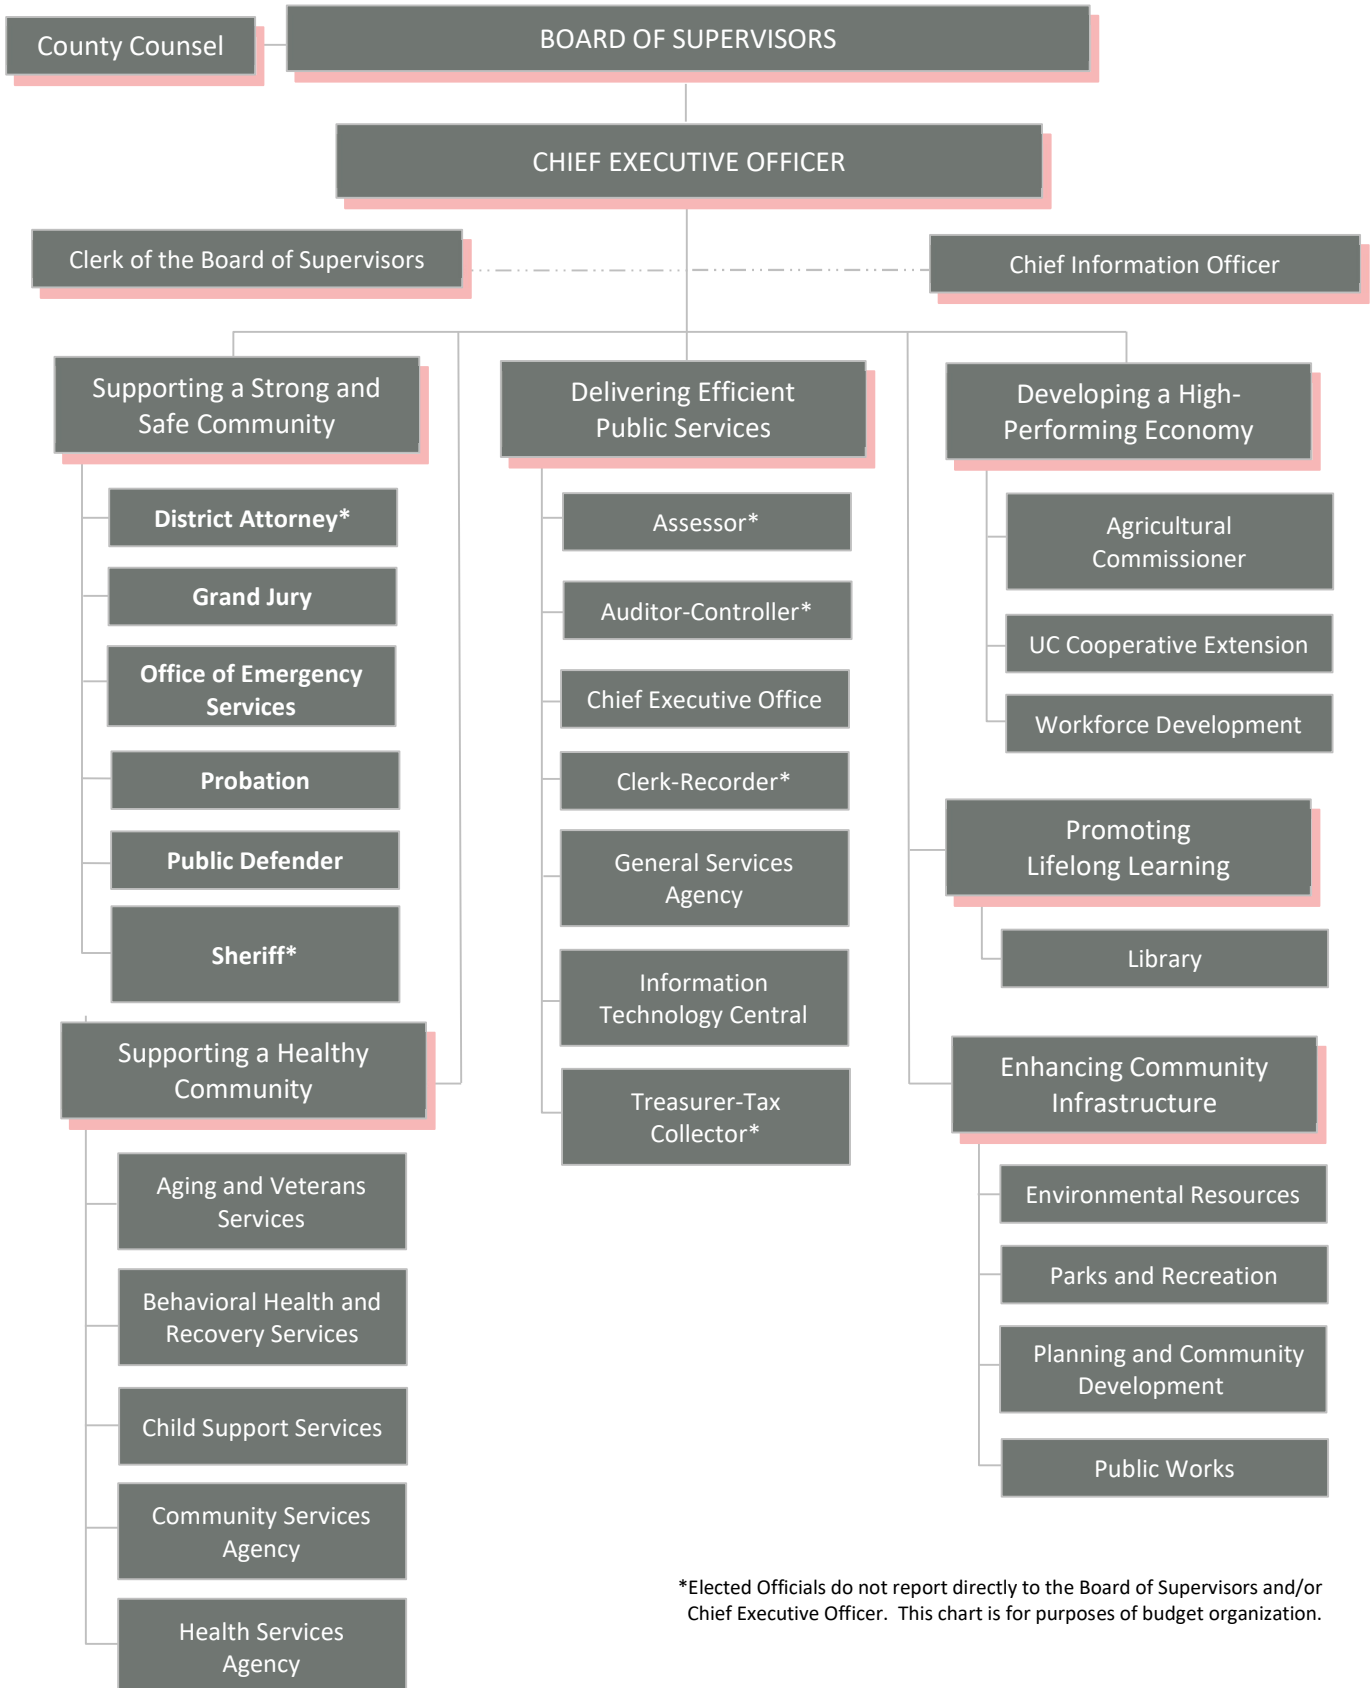 County Counsel
BOARD OF SUPERVISORS
CHIEF EXECUTIVE OFFICER
Clerk of the Board of Supervisors
Chief Information Officer
Supporting a Strong and
Safe Community
District Attorney*
Grand Jury
Office of Emergency
Services
Probation
Public Defender
Sheriff*
Supporting a Healthy
Community
Aging and Veterans
Services
Behavioral Health and
Recovery Services
Child Support Services
Community Services
Agency
Health Services
Agency
Delivering Efficient
Public Services
Assessor*
Auditor-Controller*
Chief Executive Office
Clerk-Recorder*
General Services
Agency
Information
Technology Central
Treasurer-Tax
Collector*
Developing a High-
Performing Economy
Agricultural
Commissioner
UC Cooperative Extension
Workforce Development
Promoting
Lifelong Learning
Library
Enhancing Community
Infrastructure
Environmental Resources
Parks and Recreation
Planning and Community
Development
Public Works
*Elected Officials do not report directly to the Board of Supervisors and/or
Chief Executive Officer.  This chart is for purposes of budget organization.